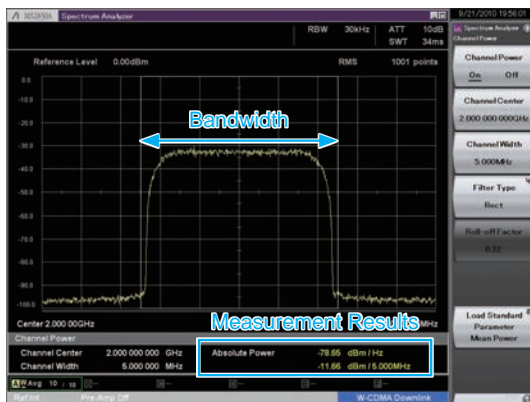 MS2690A Spectrum Analyzer
9/21/2010 19:56:01
RBW 30kHz ATT 10dB
SWT 34ms
Spectrum Analyzer
Channel Power
Reference Level 0.00dBm RMS 1001 points
Channel Power
On Off
0.0
-10.0
Channel Center
2.000 000 000GHz
-20.0
Bandwidth
-30.0
Channel Width
5.000MHz
-40.0
-50.0
Filter Type
Rect
-60.0
-70.0
Roll-off Factor
0.22
-80.0
-90.0
-100.0
Center 2.000 00GHz
Measurement Results
MHz
Load Standard
Parameter
Mean Power
Channel Power
Channel Center 2.000 000 000 GHz
Channel Width 5.000 000 MHz
Absolute Power -78.65 dBm / Hz
-11.66 dBm / 5.000MHz
AW Avg 10 / 10
Ref.Int Pre-Amp Off W-CDMA Downlink